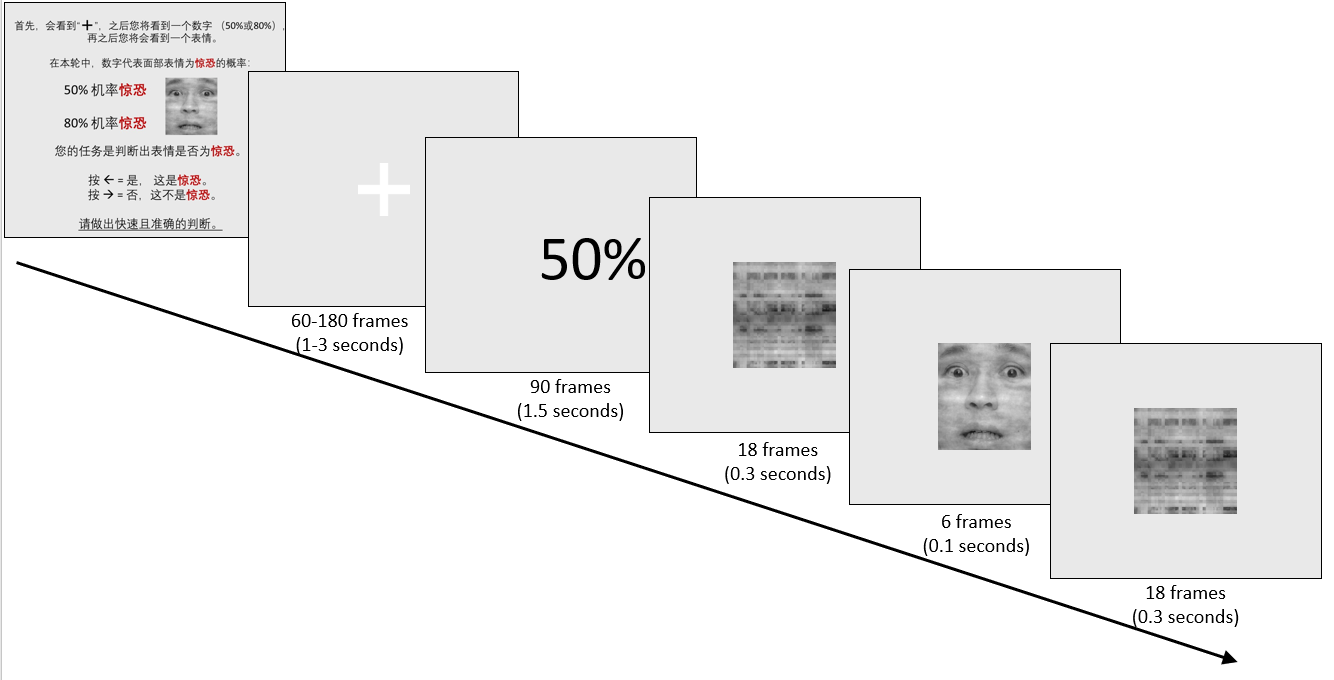 首先，会看到“＋”，之后您将看到一个数字 （50%或80%），
再之后您将会看到一个表情。
在本轮中，数字代表面部表情为惊恐的概率：
50% 机率惊恐
80% 机率惊恐
您的任务是判断出表情是否为惊恐。
按 ← = 是， 这是惊恐。
按 → = 否，这不是惊恐。
请做出快速且准确的判断。
60-180 frames
(1-3 seconds)
50%
90 frames
(1.5 seconds)
18 frames
(0.3 seconds)
6 frames
(0.1 seconds)
18 frames
(0.3 seconds)